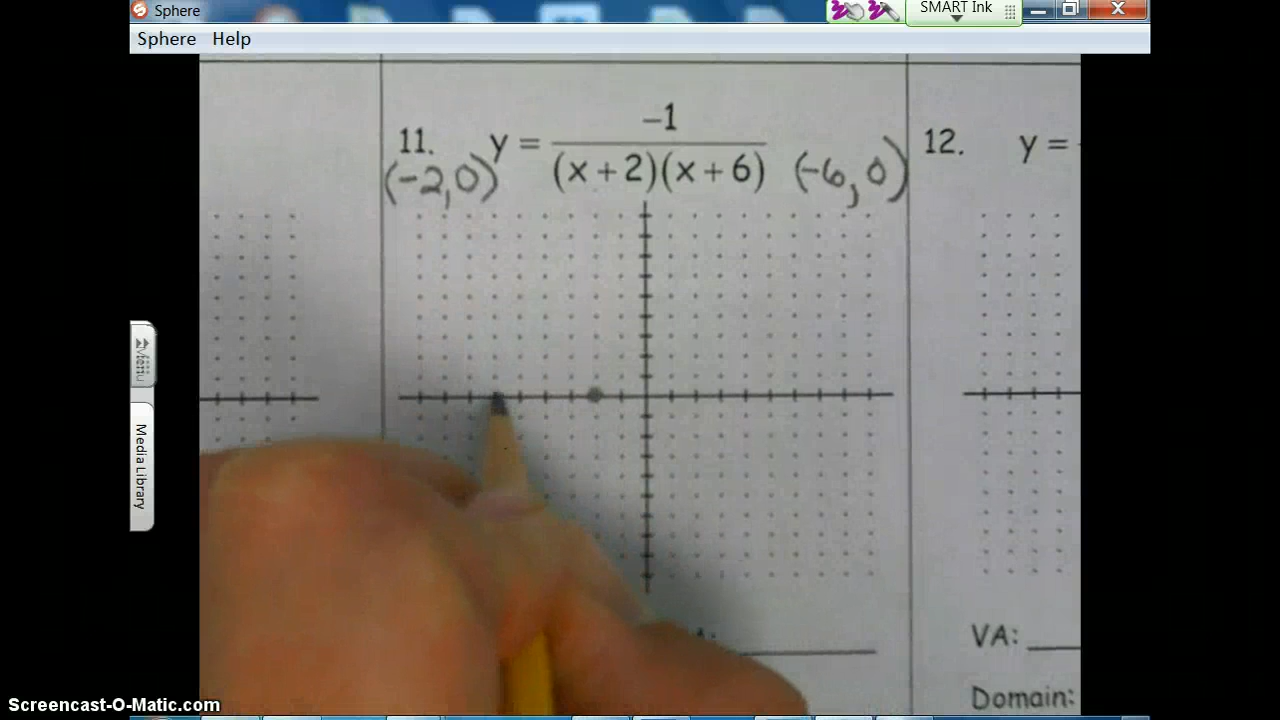 Sphere
SMART Ink
Sphere Help
11. y = -1 / (x + 2)(x + 6)
(-2,0) (-6,0)
12. y =
Menu
Media Library
VA:
Domain:
Screencast-O-Matic.com